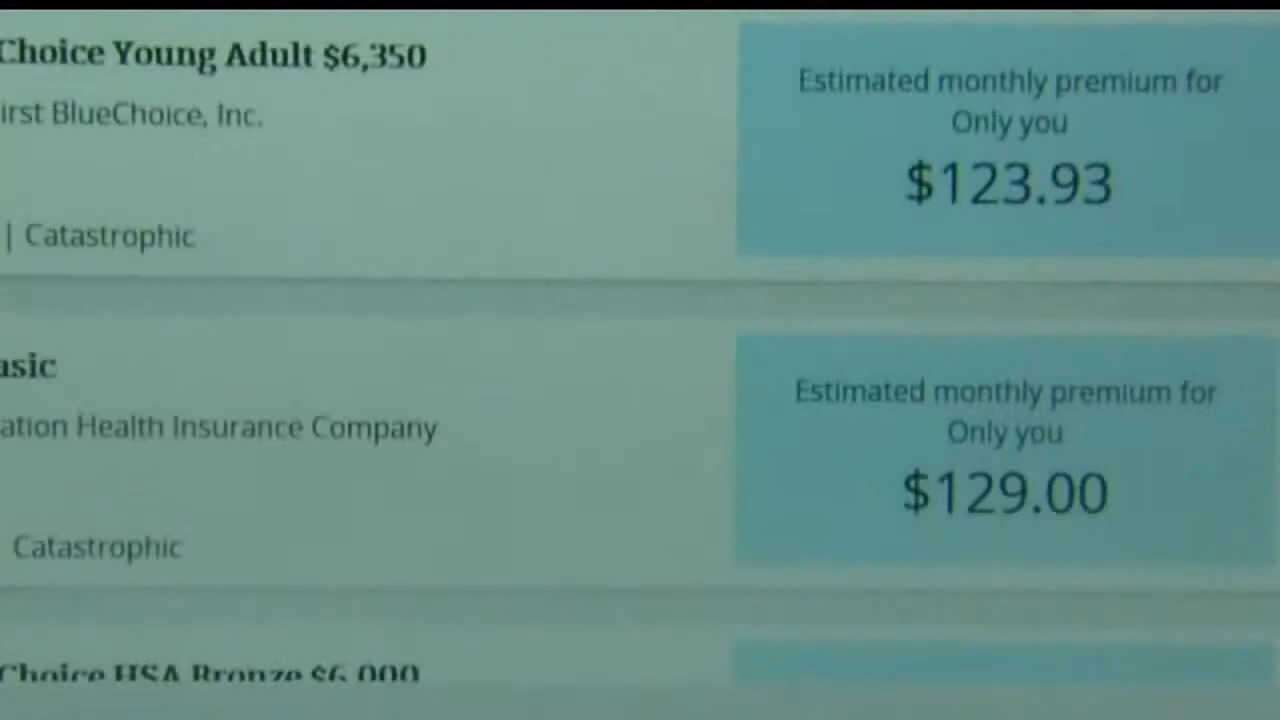 Choice Young Adult $6,350
irst BlueChoice, Inc.
| Catastrophic
Estimated monthly premium for
Only you
$123.93
asic
ation Health Insurance Company
Catastrophic
Estimated monthly premium for
Only you
$129.00
Choice HSA Bronze $6,000